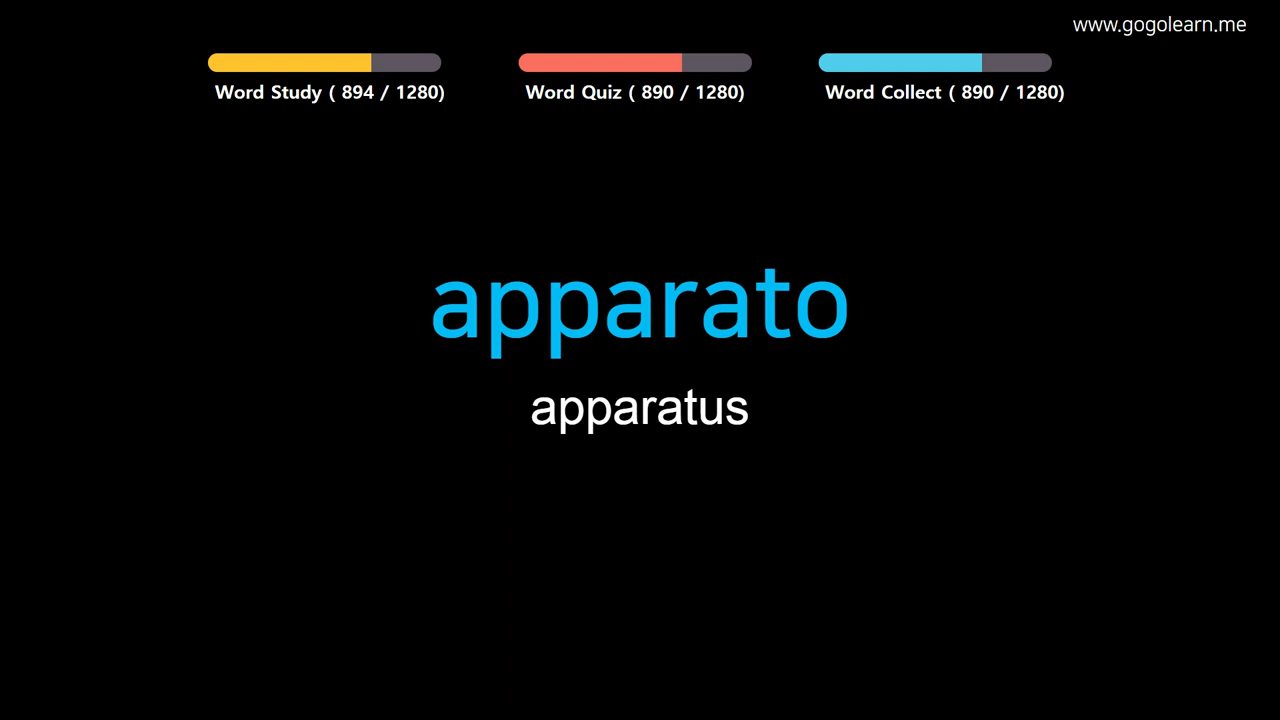 www.gogolearn.me
Word Study ( 894 / 1280)
Word Quiz ( 890 / 1280)
Word Collect ( 890 / 1280)
apparato
apparatus